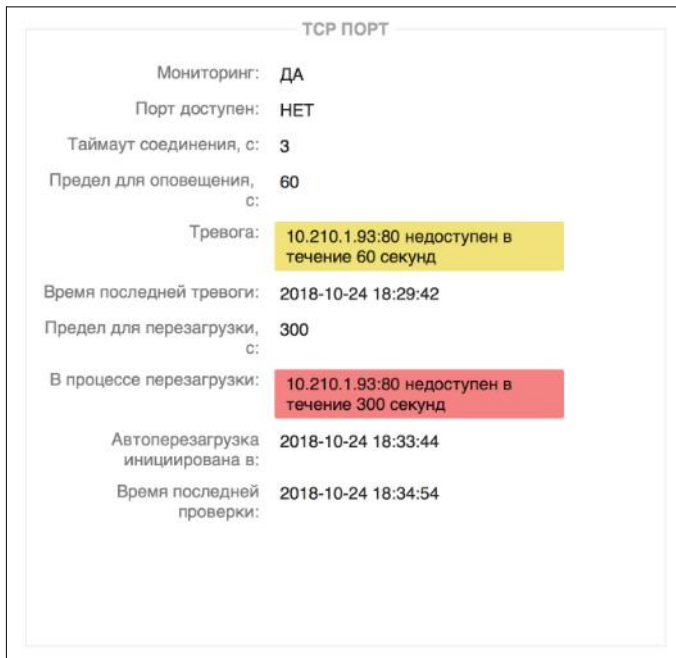 TCP ПОРТ
Мониторинг: ДА
Порт доступен: НЕТ
Таймаут соединения, с: 3
Предел для оповещения, 60
с:
Тревога: 10.210.1.93:80 недоступен в
течение 60 секунд
Время последней тревоги: 2018-10-24 18:29:42
Предел для перезагрузки, 300
с:
В процессе перезагрузки: 10.210.1.93:80 недоступен в
течение 300 секунд
Автоперезагрузка 2018-10-24 18:33:44
инициирована в:
Время последней 2018-10-24 18:34:54
проверки: